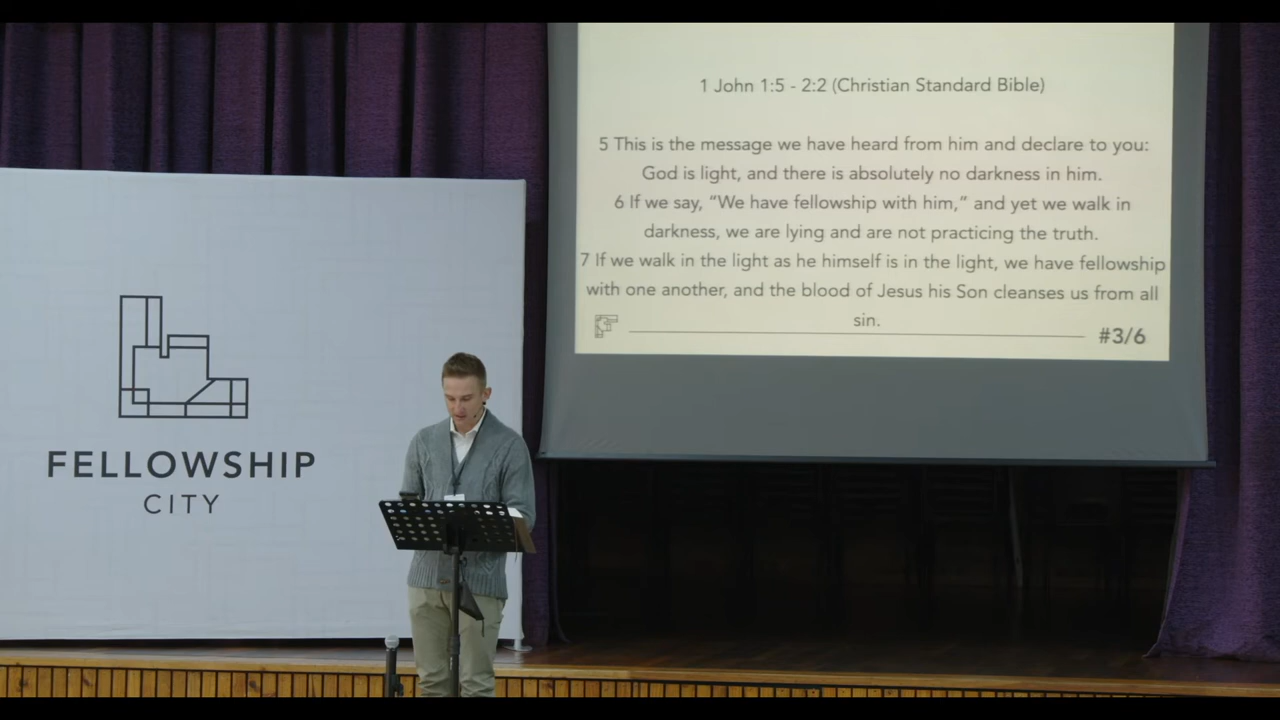 1 John 1:5 - 2:2 (Christian Standard Bible)
5 This is the message we have heard from him and declare to you:
God is light, and there is absolutely no darkness in him.
6 If we say, “We have fellowship with him,” and yet we walk in
darkness, we are lying and are not practicing the truth.
7 If we walk in the light as he himself is in the light, we have fellowship
with one another, and the blood of Jesus his Son cleanses us from all
sin.
#3/6
FELLOWSHIP
CITY